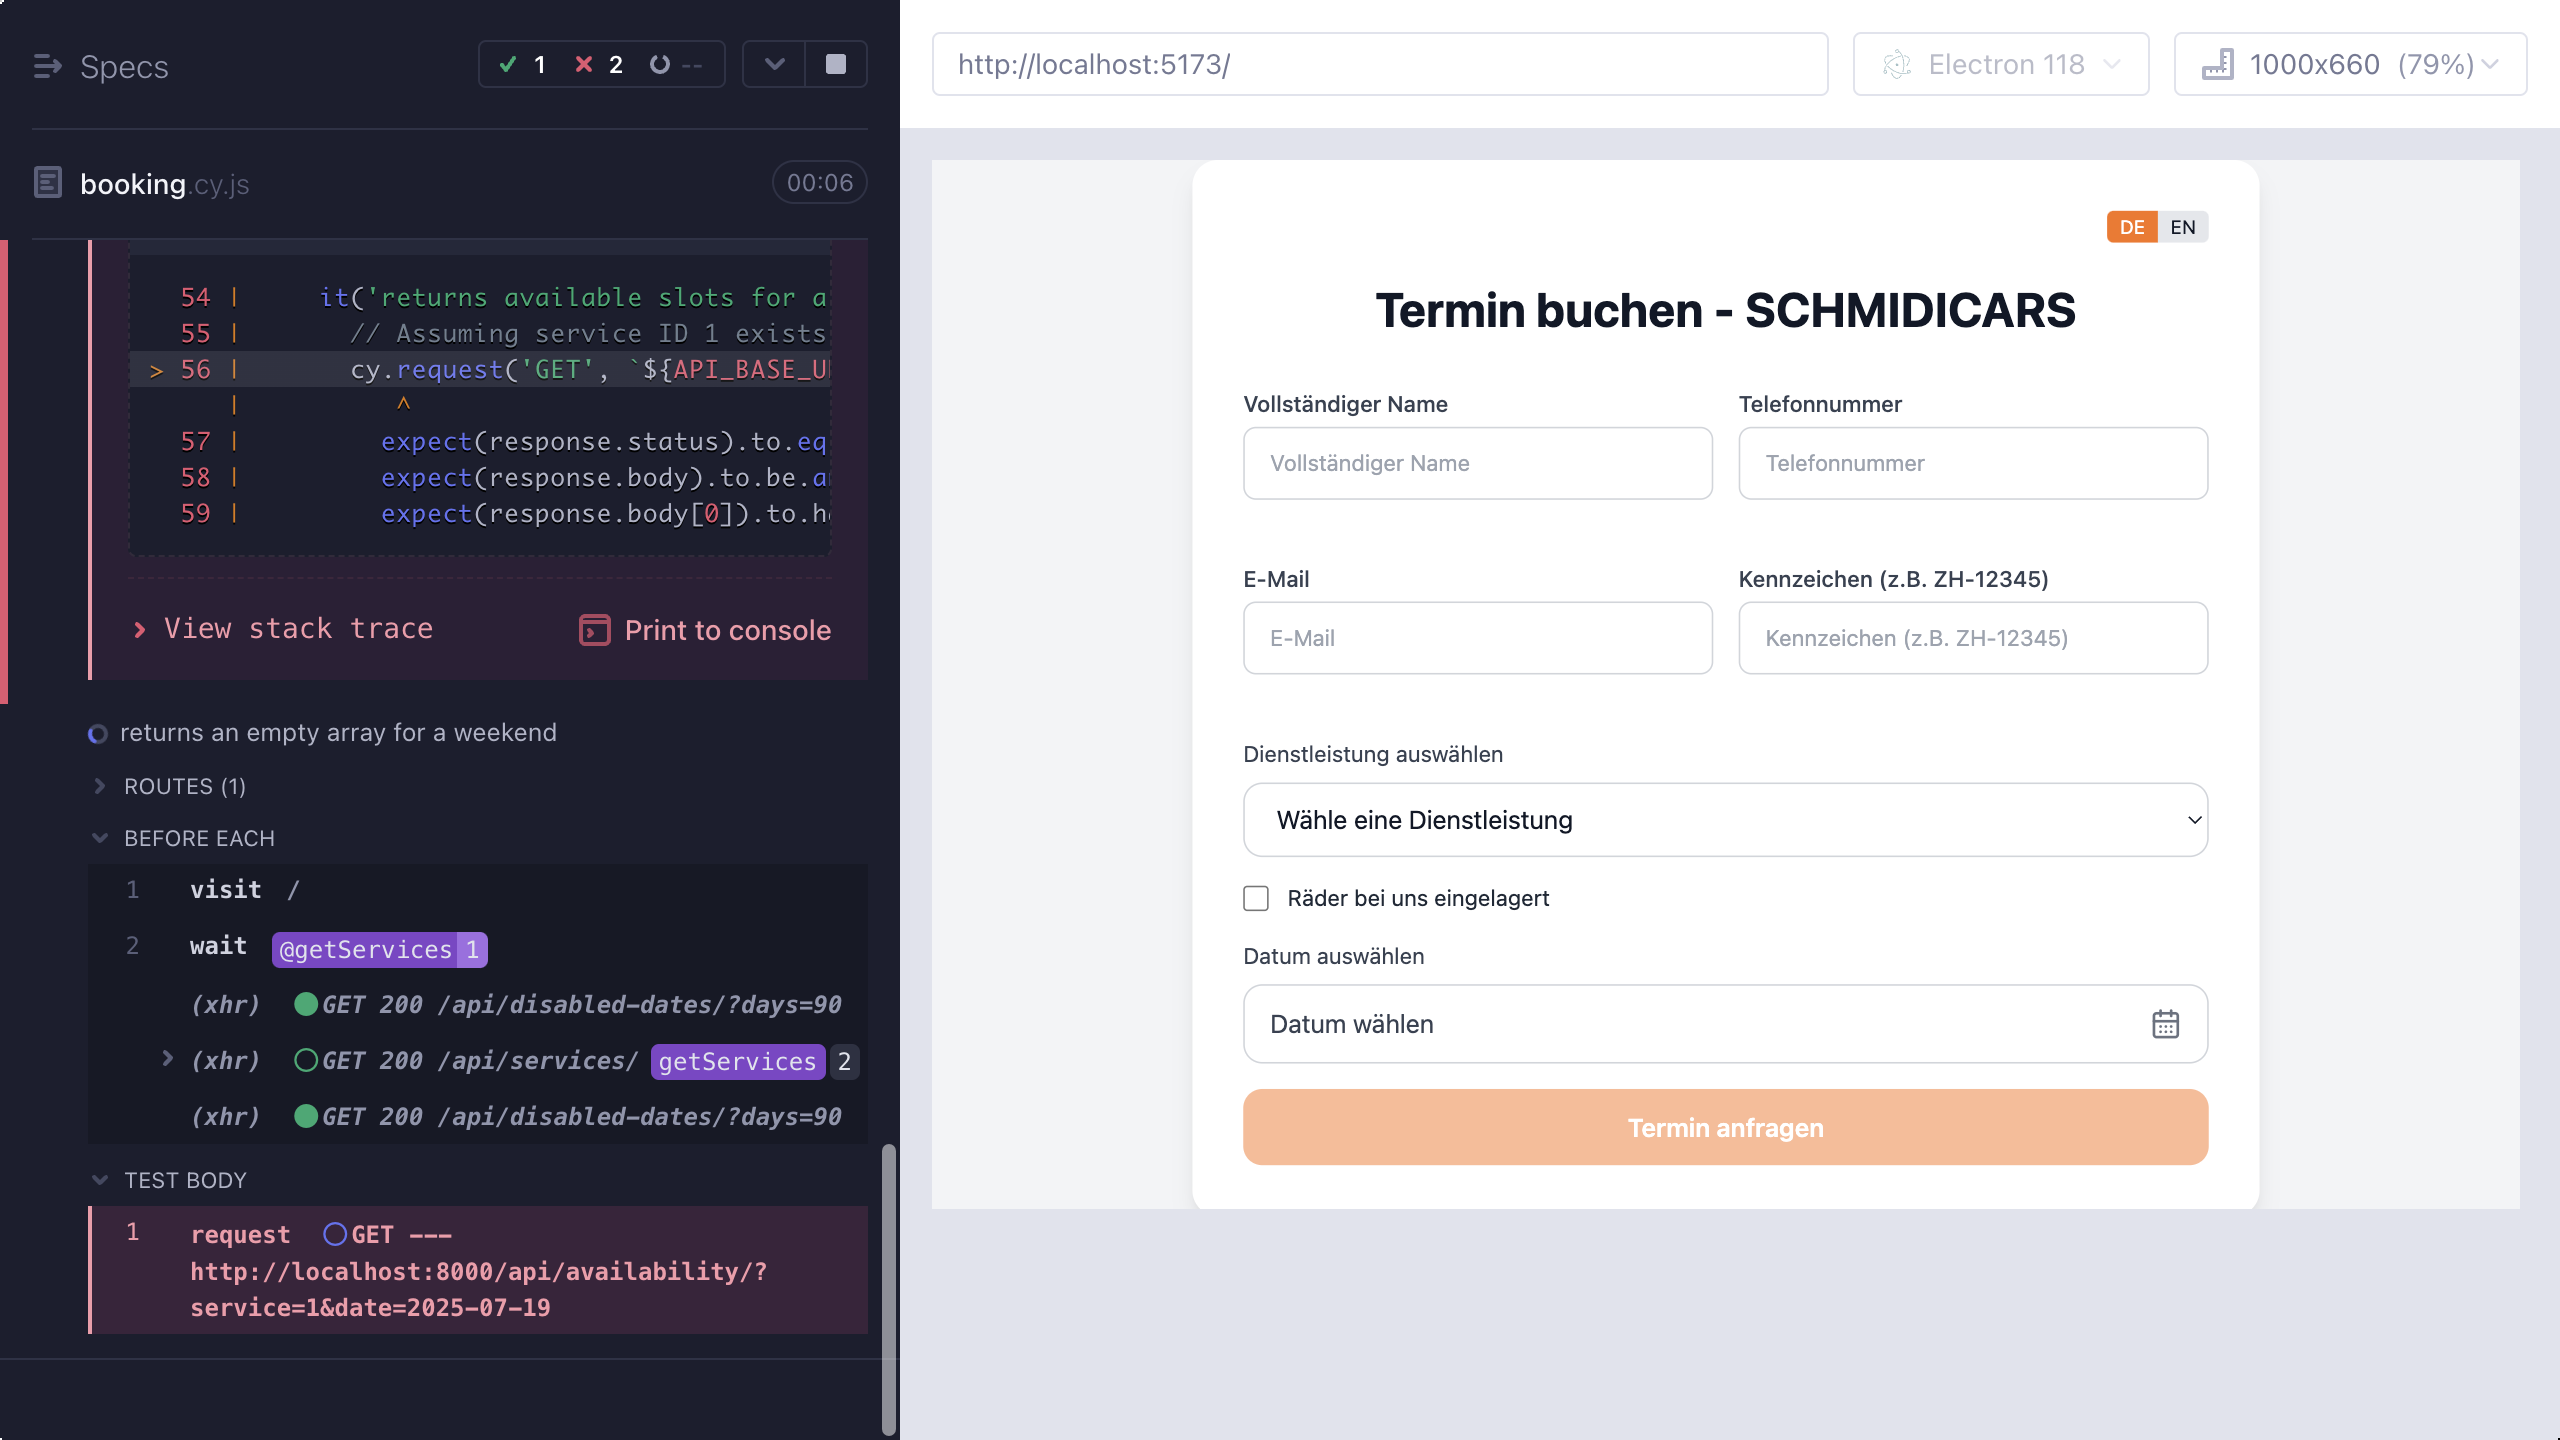 Specs
1 2 --
booking.cy.js
00:06
54 | it('returns available slots for a
55 | // Assuming service ID 1 exists
> 56 | cy.request('GET', `${API_BASE_U
| ^
57 | expect(response.status).to.eq
58 | expect(response.body).to.be.a
59 | expect(response.body[0]).to.h
View stack trace
Print to console
returns an empty array for a weekend
ROUTES (1)
BEFORE EACH
1 visit /
2 wait @getServices 1
(xhr) GET 200 /api/disabled-dates/?days=90
(xhr) GET 200 /api/services/ getServices 2
(xhr) GET 200 /api/disabled-dates/?days=90
TEST BODY
1 request GET ---
http://localhost:8000/api/availability/?
service=1&date=2025-07-19
http://localhost:5173/
Electron 118
1000x660 (79%)
DE EN
Termin buchen - SCHMIDICARS
Vollständiger Name
Telefonnummer
Vollständiger Name
Telefonnummer
E-Mail
Kennzeichen (z.B. ZH-12345)
E-Mail
Kennzeichen (z.B. ZH-12345)
Dienstleistung auswählen
Wähle eine Dienstleistung
Räder bei uns eingelagert
Datum auswählen
Datum wählen
Termin anfragen